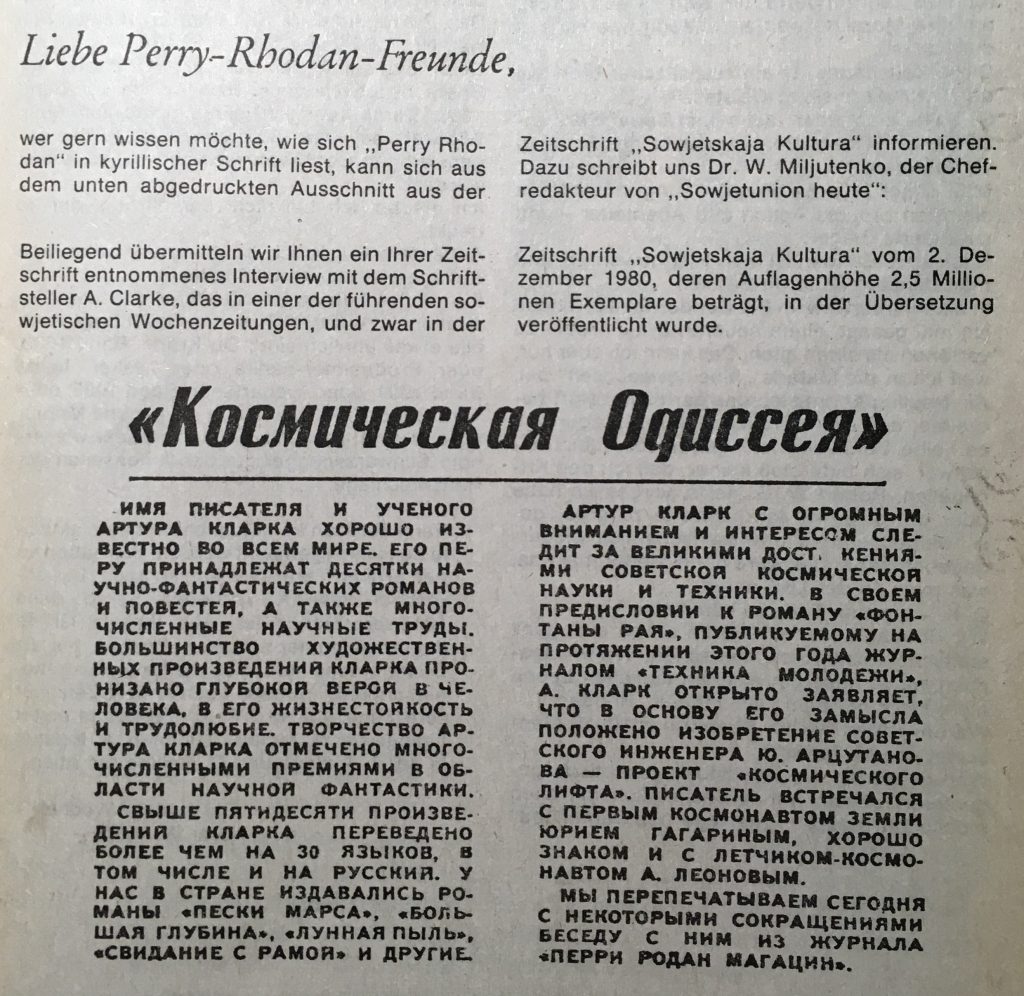 Liebe Perry-Rhodan-Freunde,
wer gern wissen möchte, wie sich ,,Perry Rho-
dan“ in kyrillischer Schrift liest, kann sich aus
dem unten abgedruckten Ausschnitt aus der
Zeitschrift ,,Sowjetskaja Kultura“ informieren.
Dazu schreibt uns Dr. W. Miljutenko, der Chef-
redakteur von ,,Sowjetunion heute“:
Beiliegend übermitteln wir Ihnen ein Ihrer Zeit-
schrift entnommenes Interview mit dem Schrift-
steller A. Clarke, das in einer der führenden so-
wjetischen Wochenzeitungen, und zwar in der
Zeitschrift ,,Sowjetskaja Kultura“ vom 2. De-
zember 1980, deren Auflagenhöhe 2,5 Millio-
nen Exemplare beträgt, in der Übersetzung
veröffentlicht wurde.
«Космическая Одиссея»
ИМЯ ПИСАТЕЛЯ И УЧЕНОГО
АРТУРА КЛАРКА ХОРОШО ИЗ-
ВЕСТНО ВО ВСЕМ МИРЕ. ЕГО ПЕ-
РУ ПРИНАДЛЕЖАТ ДЕСЯТКИ НА-
УЧНО-ФАНТАСТИЧЕСКИХ РОМАНОВ
И ПОВЕСТЕЙ, А ТАКЖЕ МНОГО-
ЧИСЛЕННЫЕ НАУЧНЫЕ ТРУДЫ.
БОЛЬШИНСТВО ХУДОЖЕСТВЕН-
НЫХ ПРОИЗВЕДЕНИЙ КЛАРКА ПРО-
НИЗАНО ГЛУБОКОЙ ВЕРОЙ В ЧЕ-
ЛОВЕКА, В ЕГО ЖИЗНЕСТОЙКОСТЬ
И ТРУДОЛЮБИЕ. ТВОРЧЕСТВО АР-
ТУРА КЛАРКА ОТМЕЧЕНО МНОГО-
ЧИСЛЕННЫМИ ПРЕМИЯМИ В ОБ-
ЛАСТИ НАУЧНОЙ ФАНТАСТИКИ.
СВЫШЕ ПЯТИДЕСЯТИ ПРОИЗВЕ-
ДЕНИЙ КЛАРКА ПЕРЕВЕДЕНО
БОЛЕЕ ЧЕМ НА 30 ЯЗЫКОВ, В
ТОМ ЧИСЛЕ И НА РУССКИЙ. У
НАС В СТРАНЕ ИЗДАВАЛИСЬ РО-
МАНЫ «ПЕСКИ МАРСА», «БОЛЬ-
ШАЯ ГЛУБИНА», «ЛУННАЯ ПЫЛЬ»,
«СВИДАНИЕ С РАМОЙ» И ДРУГИЕ.
АРТУР КЛАРК С ОГРОМНЫМ
ВНИМАНИЕМ И ИНТЕРЕСОМ СЛЕ-
ДИТ ЗА ВЕЛИКИМИ
МИ СОВЕТСКОЙ КОСМИЧЕСКОЙ
НАУКИ И ТЕХНИКИ. В СВОЕМ
ПРЕДИСЛОВИИ К РОМАНУ «ФОН-
ТАНЫ РАЯ», ПУБЛИКУЕМОМУ НА
ПРОТЯЖЕНИИ ЭТОГО ГОДА ЖУР-
НАЛОМ «ТЕХНИКА МОЛОДЕЖИ»,
А. КЛАРК ОТКРЫТО ЗАЯВЛЯЕТ,
ЧТО В ОСНОВУ ЕГО ЗАМЫСЛА
ПОЛОЖЕНО ИЗОБРЕТЕНИЕ СОВЕТ-
СКОГО ИНЖЕНЕРА Ю. АРЦУТАНО-
ВА — ПРОЕКТ «КОСМИЧЕСКОГО
ЛИФТА». ПИСАТЕЛЬ ВСТРЕЧАЛСЯ
С ПЕРВЫМ КОСМОНАВТОМ ЗЕМЛИ
ЮРИЕМ ГАГАРИНЫМ, ХОРОШО
ЗНАКОМ И С ЛЕТЧИКОМ-КОСМО-
НАВТОМ А. ЛЕОНОВЫМ.
МЫ ПЕРЕПЕЧАТЫВАЕМ СЕГОДНЯ
С НЕКОТОРЫМИ СОКРАЩЕНИЯМИ
БЕСЕДУ С НИМ ИЗ ЖУРНАЛА
«ПЕРРИ РОДАН МАГАЦИН».